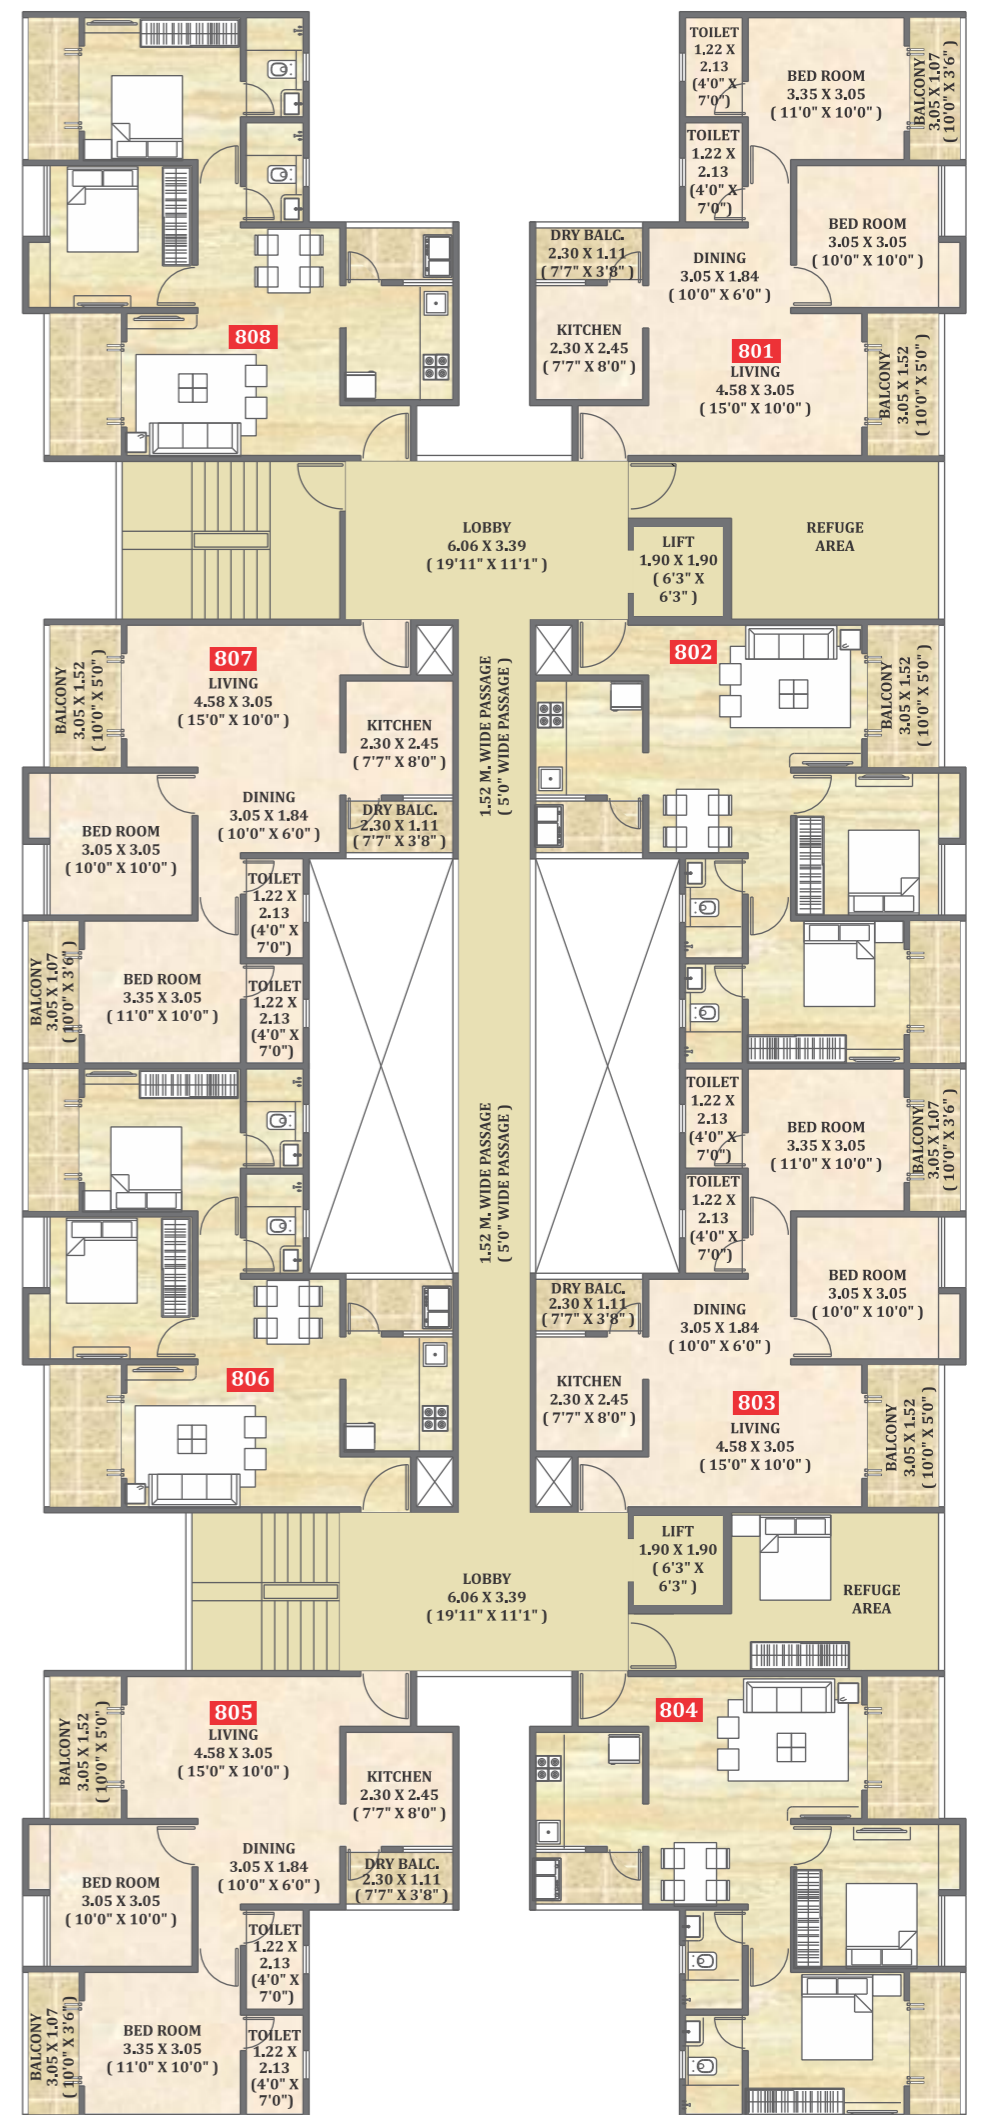 TOILET
1.22 X
2.13
(4'0" X
7'0")
BED ROOM
3.35 X 3.05
( 11'0" X 10'0" )
BALCONY
3.05 X 1.07
( 10'0" X 3'6" )
TOILET
1.22 X
2.13
(4'0" X
7'0")
BED ROOM
3.05 X 3.05
( 10'0" X 10'0" )
DRY BALC.
2.30 X 1.11
( 7'7" X 3'8" )
DINING
3.05 X 1.84
( 10'0" X 6'0" )
KITCHEN
2.30 X 2.45
( 7'7" X 8'0" )
808
801
LIVING
4.58 X 3.05
( 15'0" X 10'0" )
BALCONY
3.05 X 1.52
( 10'0" X 5'0" )
LOBBY
6.06 X 3.39
( 19'11" X 11'1" )
LIFT
1.90 X 1.90
( 6'3" X
6'3" )
REFUGE
AREA
BALCONY
3.05 X 1.52
( 10'0" X 5'0" )
807
LIVING
4.58 X 3.05
( 15'0" X 10'0" )
KITCHEN
2.30 X 2.45
( 7'7" X 8'0" )
1.52 M. WIDE PASSAGE
( 5'0" WIDE PASSAGE )
802
BALCONY
3.05 X 1.52
( 10'0" X 5'0" )
BED ROOM
3.05 X 3.05
( 10'0" X 10'0" )
DINING
3.05 X 1.84
( 10'0" X 6'0" )
DRY BALC.
2.30 X 1.11
( 7'7" X 3'8" )
TOILET
1.22 X
2.13
(4'0" X
7'0")
BALCONY
3.05 X 1.07
( 10'0" X 3'6" )
BED ROOM
3.35 X 3.05
( 11'0" X 10'0" )
TOILET
1.22 X
2.13
(4'0" X
7'0")
1.52 M. WIDE PASSAGE
( 5'0" WIDE PASSAGE )
TOILET
1.22 X
2.13
(4'0" X
7'0")
BED ROOM
3.35 X 3.05
( 11'0" X 10'0" )
BALCONY
3.05 X 1.07
( 10'0" X 3'6" )
TOILET
1.22 X
2.13
(4'0" X
7'0")
BED ROOM
3.05 X 3.05
( 10'0" X 10'0" )
DRY BALC.
2.30 X 1.11
( 7'7" X 3'8" )
DINING
3.05 X 1.84
( 10'0" X 6'0" )
806
KITCHEN
2.30 X 2.45
( 7'7" X 8'0" )
803
LIVING
4.58 X 3.05
( 15'0" X 10'0" )
BALCONY
3.05 X 1.52
( 10'0" X 5'0" )
LOBBY
6.06 X 3.39
( 19'11" X 11'1" )
LIFT
1.90 X 1.90
( 6'3" X
6'3" )
REFUGE
AREA
BALCONY
3.05 X 1.52
( 10'0" X 5'0" )
805
LIVING
4.58 X 3.05
( 15'0" X 10'0" )
804
KITCHEN
2.30 X 2.45
( 7'7" X 8'0" )
DINING
3.05 X 1.84
( 10'0" X 6'0" )
DRY BALC.
2.30 X 1.11
( 7'7" X 3'8" )
BED ROOM
3.05 X 3.05
( 10'0" X 10'0" )
TOILET
1.22 X
2.13
(4'0" X
7'0")
BALCONY
3.05 X 1.07
( 10'0" X 3'6" )
BED ROOM
3.35 X 3.05
( 11'0" X 10'0" )
TOILET
1.22 X
2.13
(4'0" X
7'0")